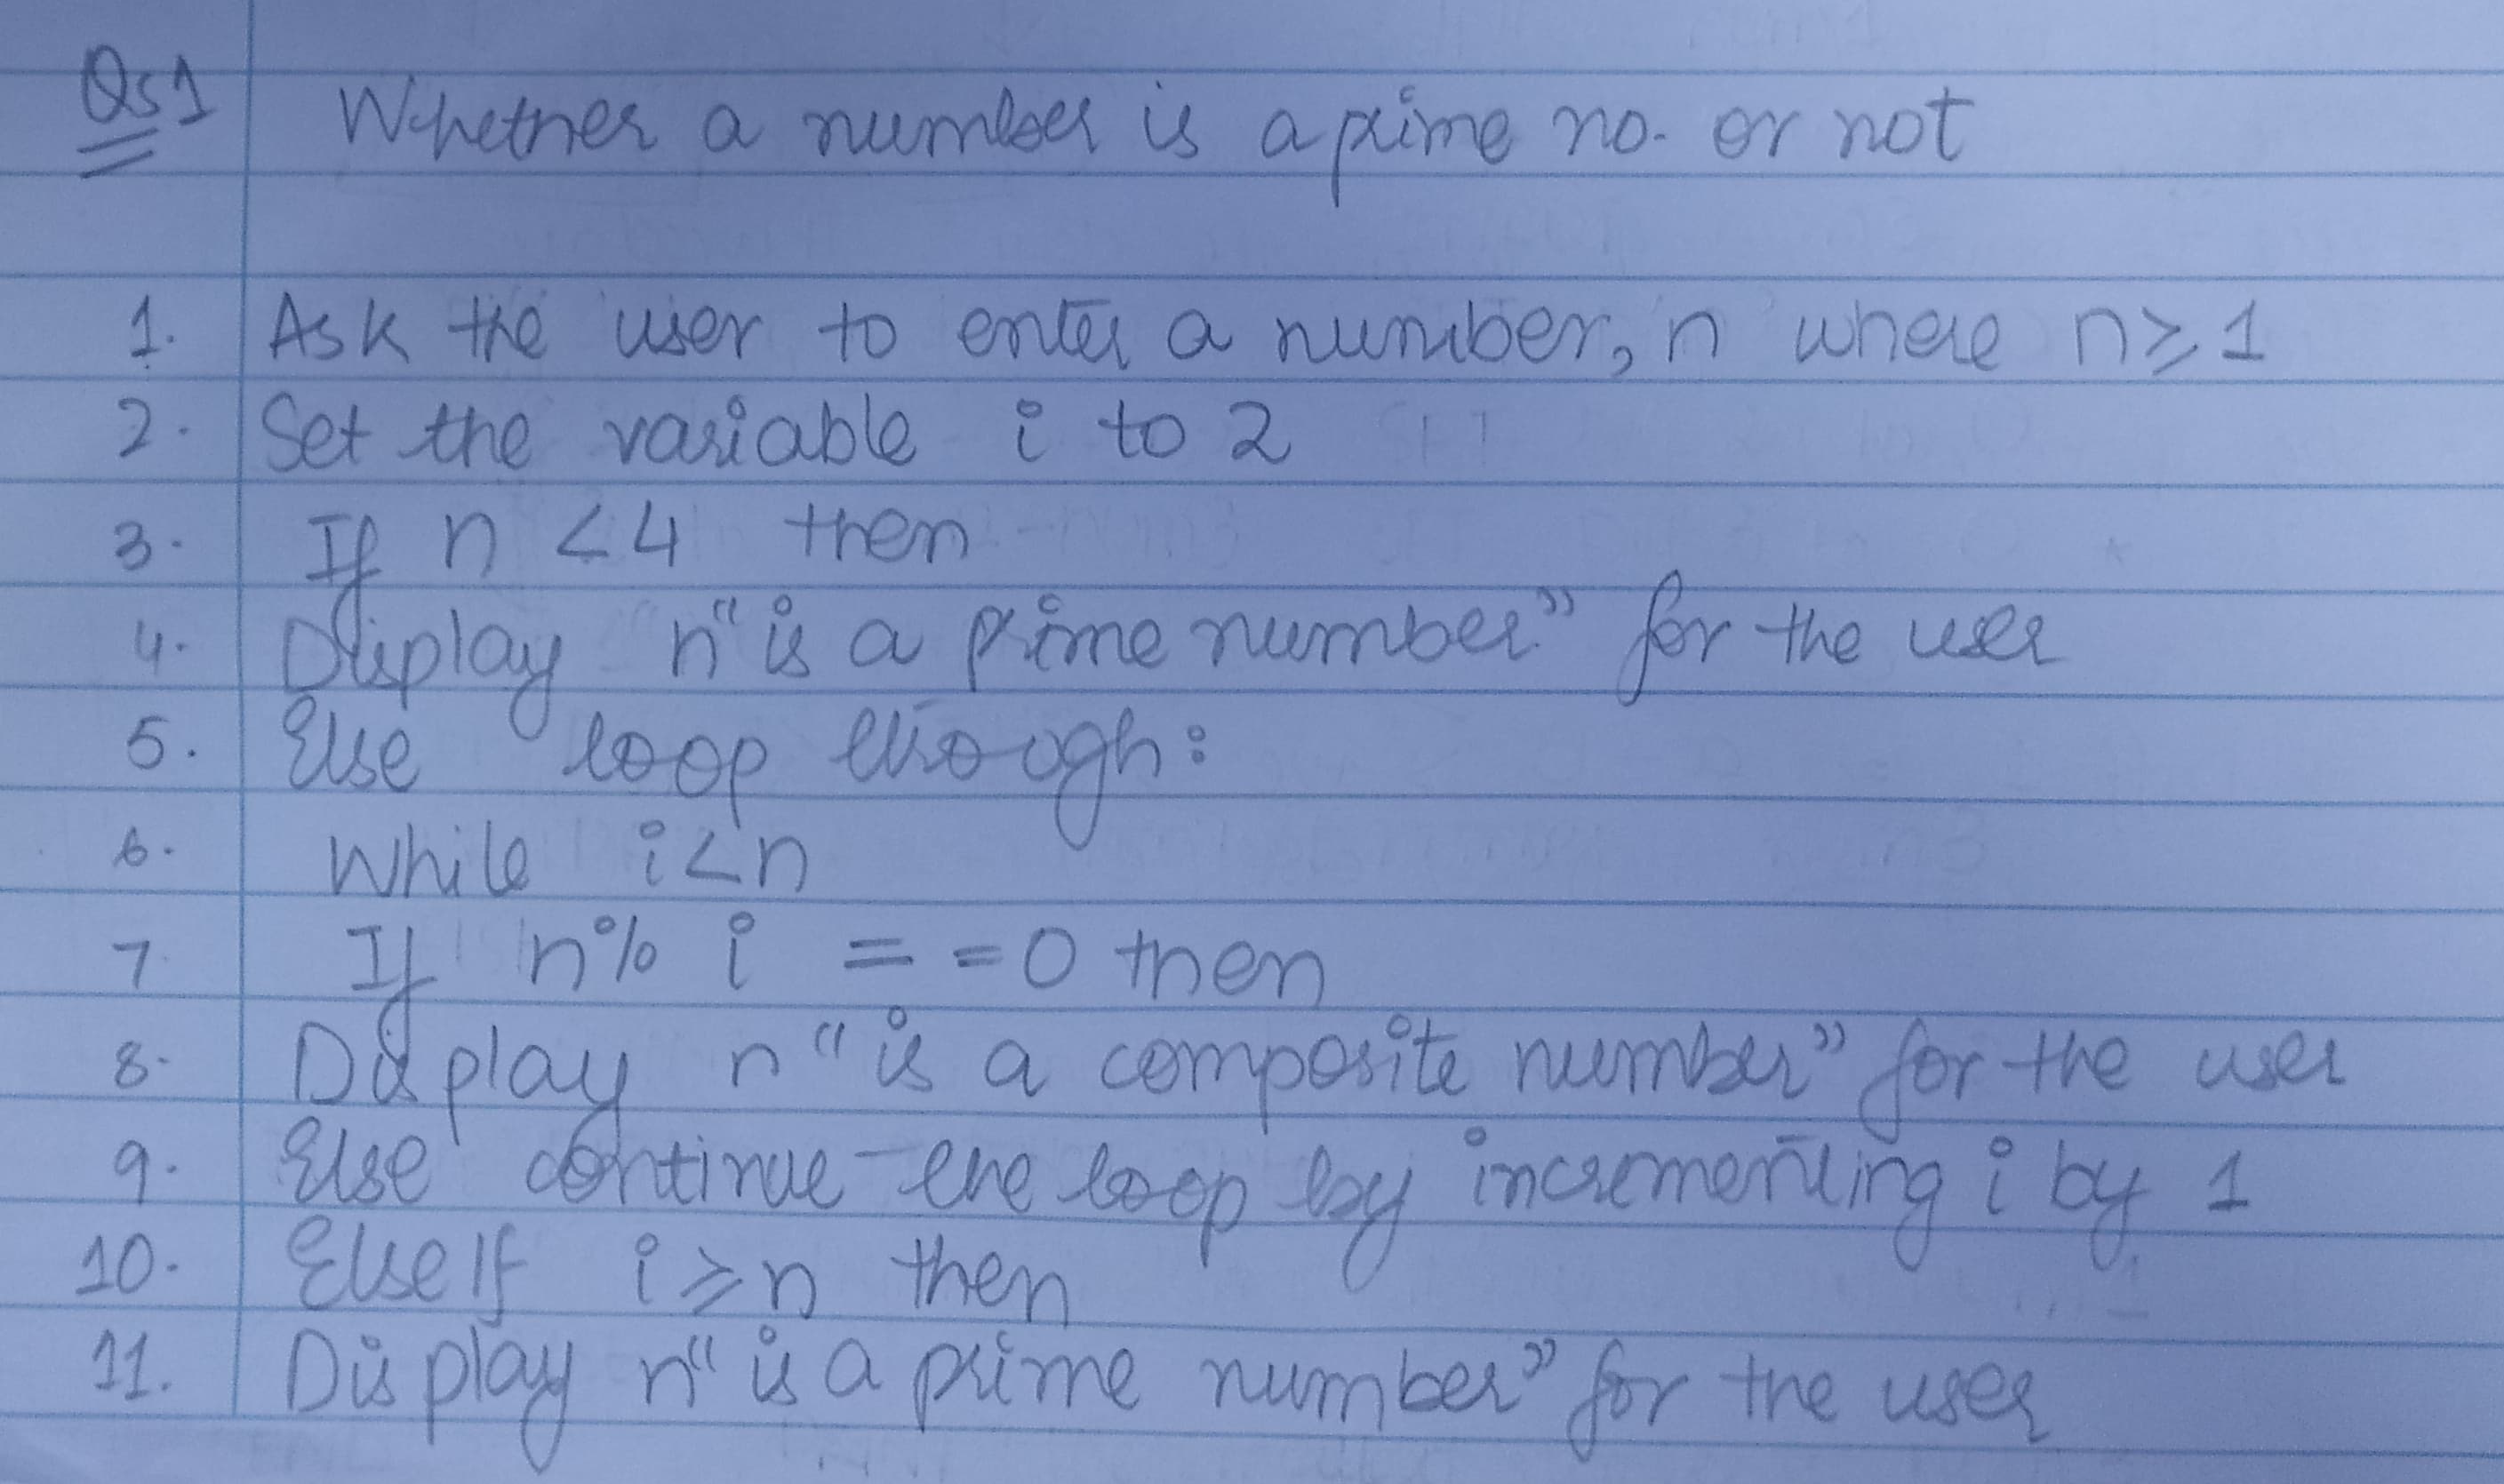 Qs1 Whether a number is a prime no. or not
1. Ask the user to enter a number, n where n ≥ 1
2. Set the variable i to 2
3. If n < 4 then
4. Display n "is a prime number" for the user
5. Else loop through:
6. While i < n
7. If n % i = = 0 then
8. Display n "is a composite number" for the user
9. Else continue the loop by incrementing i by 1
10. Else If i ≥ n then
11. Display n "is a prime number" for the user